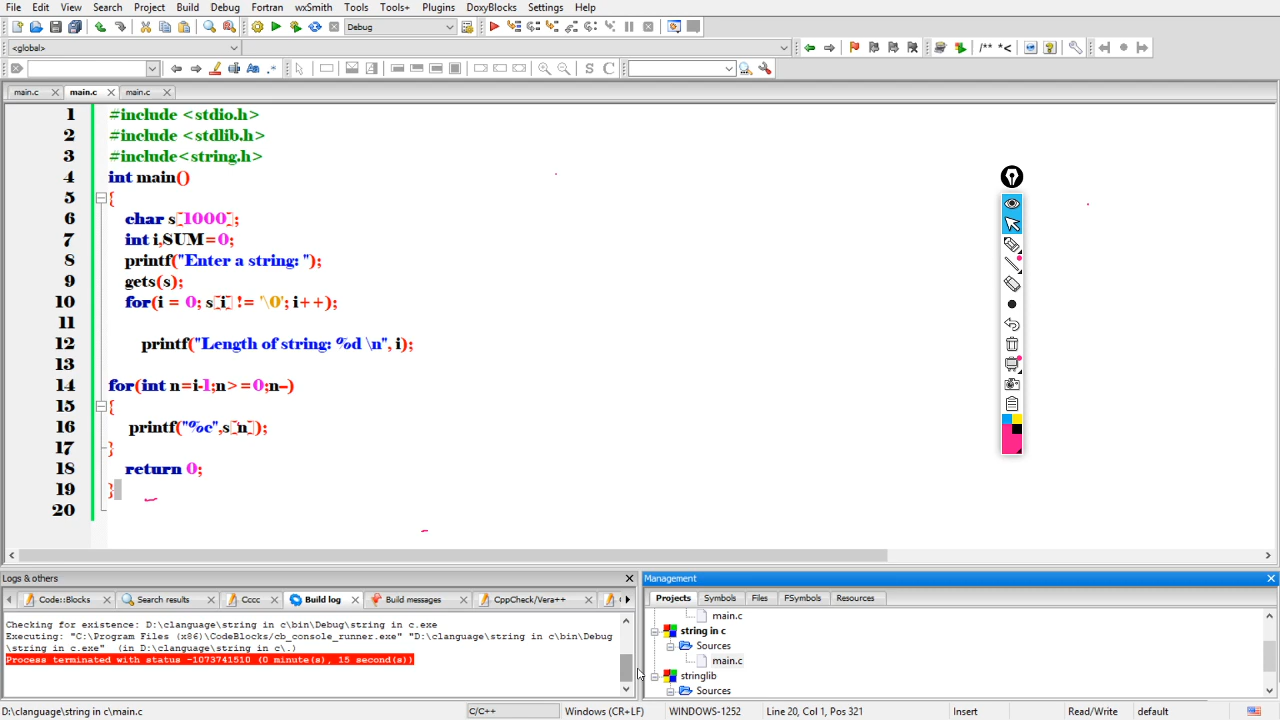 File Edit View Search Project Build Debug Fortran wxSmith Tools Tools+ Plugins DoxyBlocks Settings Help
Debug
<global>
/** *<
S C
main.c main.c main.c
1 #include <stdio.h>
2 #include <stdlib.h>
3 #include<string.h>
4 int main()
5 {
6 char s[1000];
7 int i,SUM=0;
8 printf("Enter a string: ");
9 gets(s);
10 for(i = 0; s[i] != '\0'; i++);
11
12 printf("Length of string: %d \n", i);
13
14 for(int n=i-1;n>=0;n--)
15 {
16 printf("%c",s[n]);
17 }
18 return 0;
19 }
20
Logs & others
Code::Blocks Search results Cccc Build log Build messages CppCheck/Vera++
Checking for existence: D:\clanguage\string in c\bin\Debug\string in c.exe
Executing: "C:\Program Files (x86)\CodeBlocks/cb_console_runner.exe" "D:\clanguage\string in c\bin\Debug
\string in c.exe" (in D:\clanguage\string in c\.)
Process terminated with status -1073741510 (0 minute(s), 15 second(s))
Management
Projects Symbols Files FSymbols Resources
main.c
string in c
Sources
main.c
stringlib
Sources
D:\clanguage\string in c\main.c C/C++ Windows (CR+LF) WINDOWS-1252 Line 20, Col 1, Pos 321 Insert Read/Write default